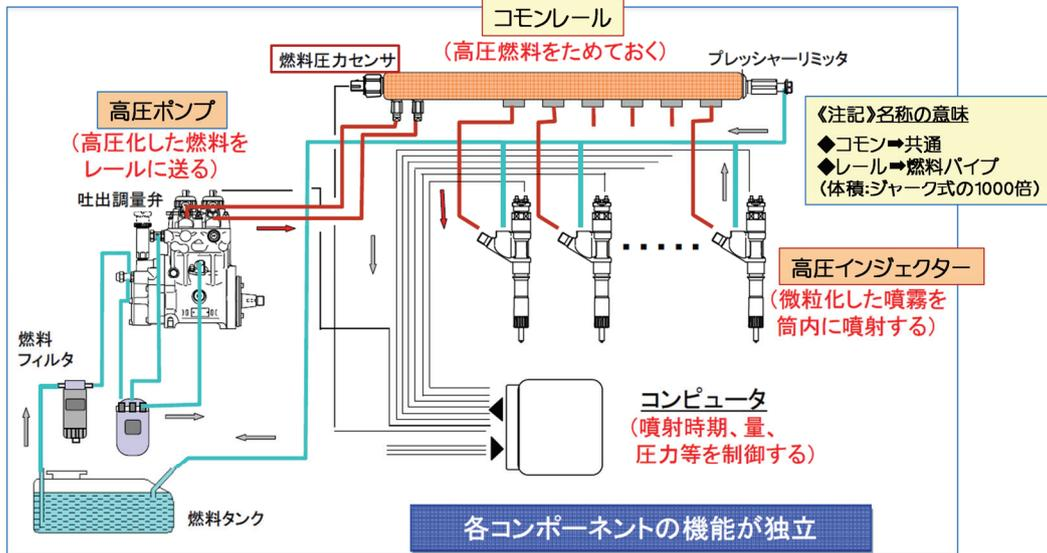 コモンレール
(高圧燃料をためておく)
燃料圧力センサ
プレッシャーリミッタ
高圧ポンプ
(高圧化した燃料を
レールに送る)
吐出調量弁
《注記》名称の意味
◆コモン➡共通
◆レール➡燃料パイプ
(体積:ジャーク式の1000倍)
高圧インジェクター
(微粒化した噴霧を
筒内に噴射する)
燃料
フィルタ
コンピュータ
(噴射時期、量、
圧力等を制御する)
燃料タンク
各コンポーネントの機能が独立